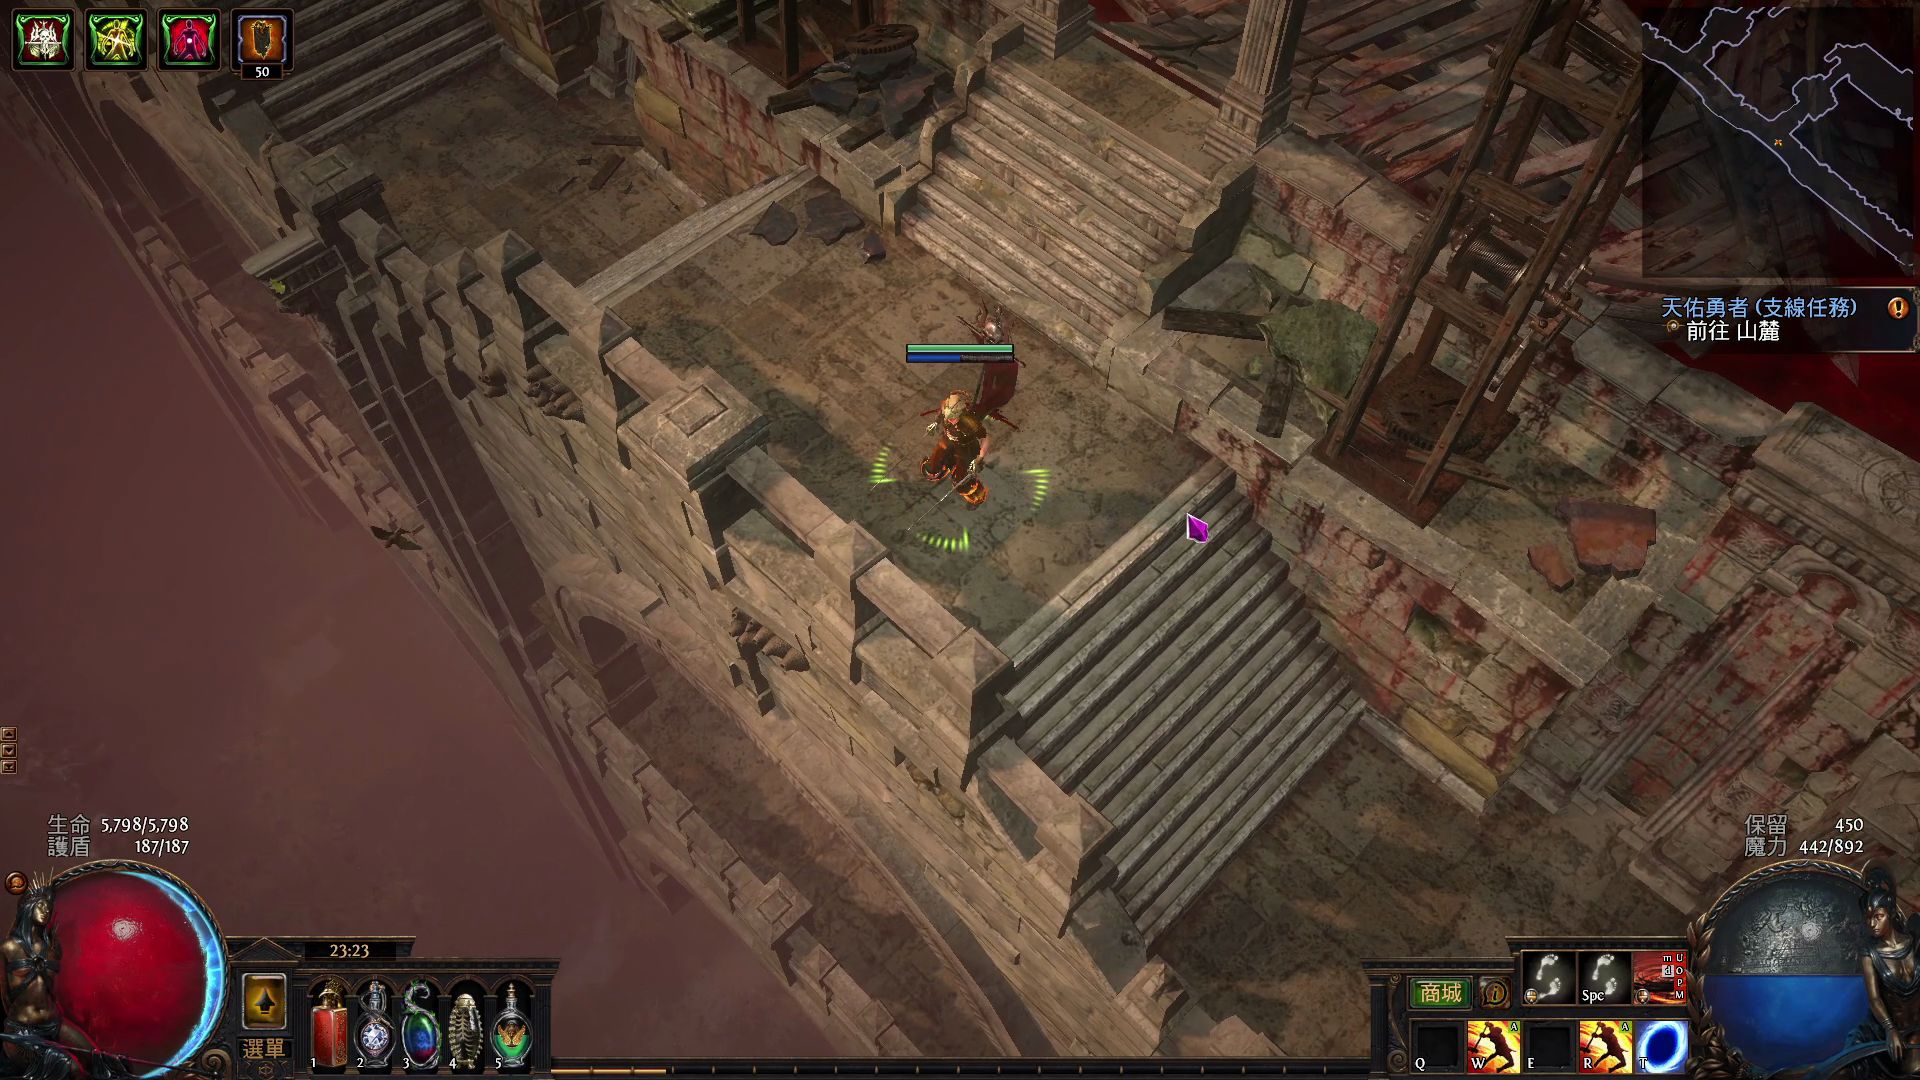 50
天佑勇者 (支線任務)
前往 山麓
生命 5,798/5,798
護盾 187/187
保留 450
魔力 442/892
23:23
選單
1
2
3
4
5
商城
Spc
Q
W
A
E
R
A
T